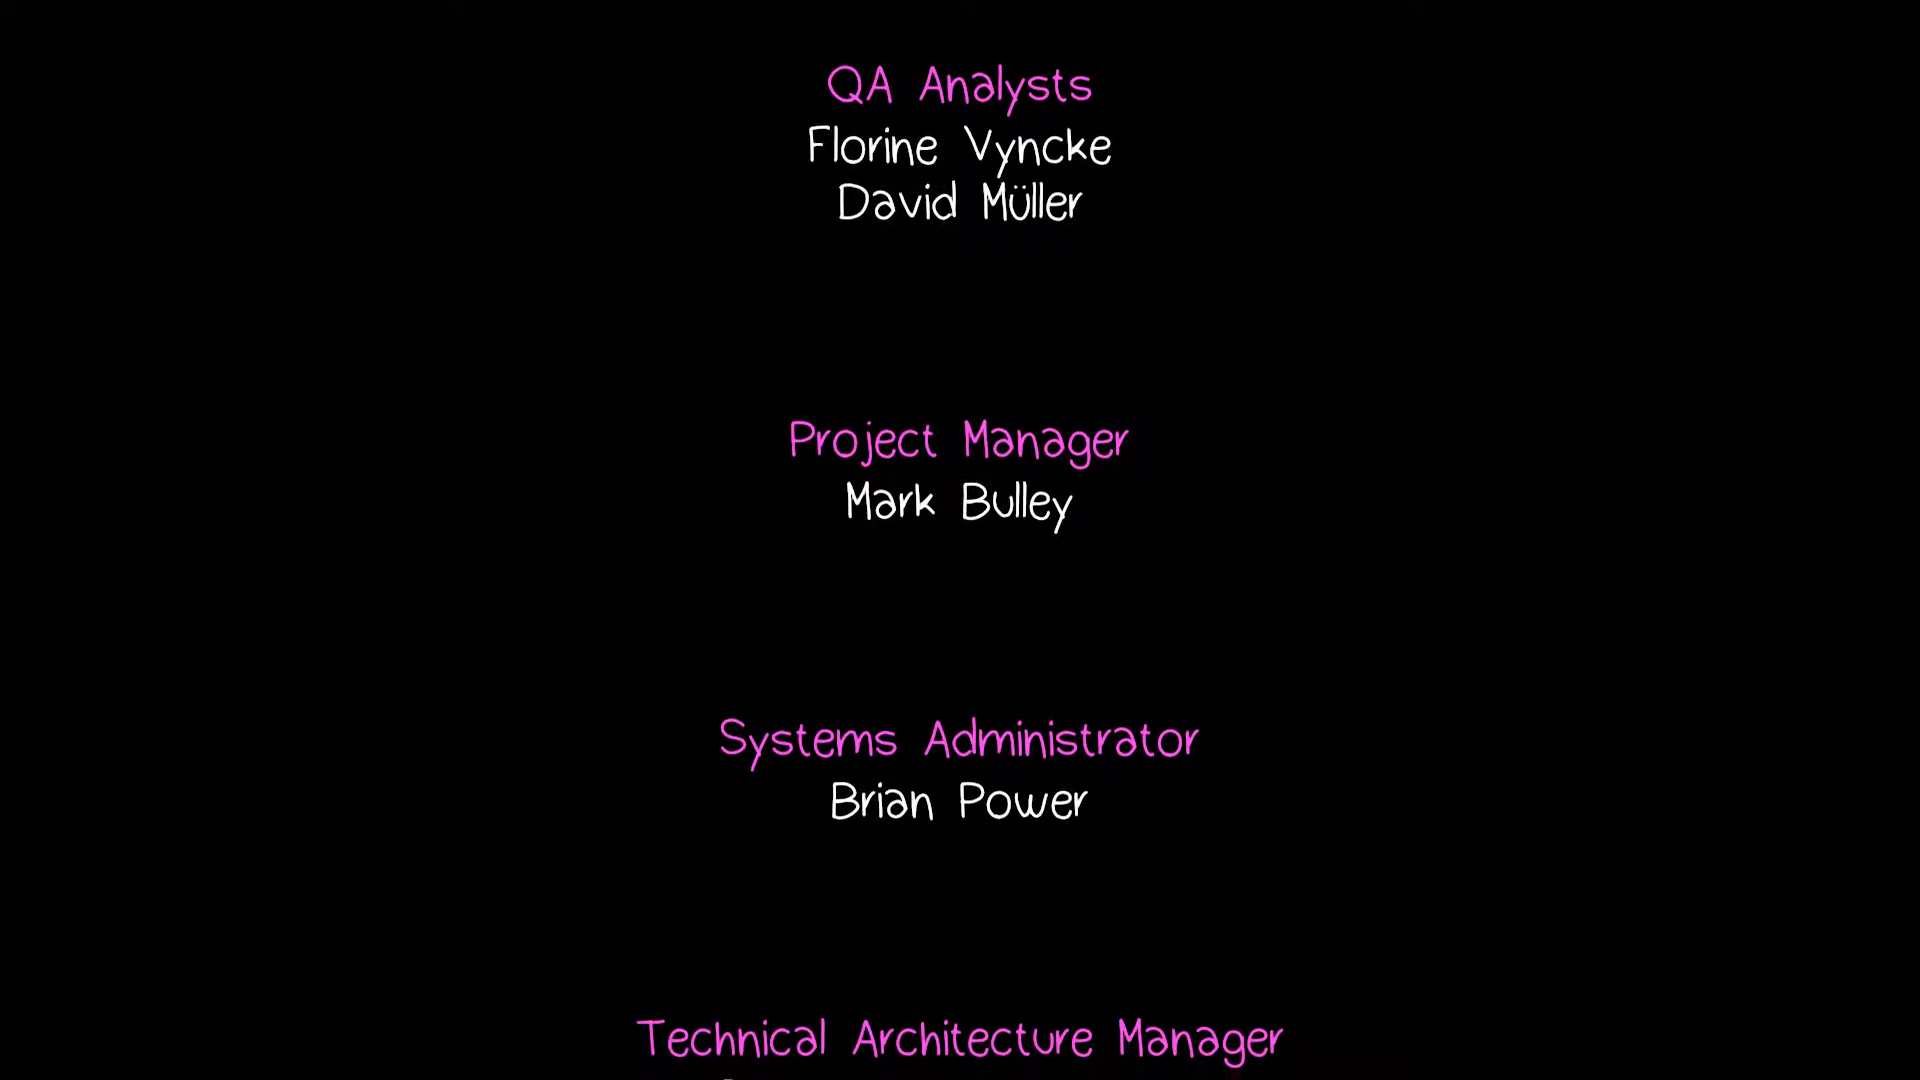 QA Analysts
Florine Vyncke
David Müller
Project Manager
Mark Bulley
Systems Administrator
Brian Power
Technical Architecture Manager